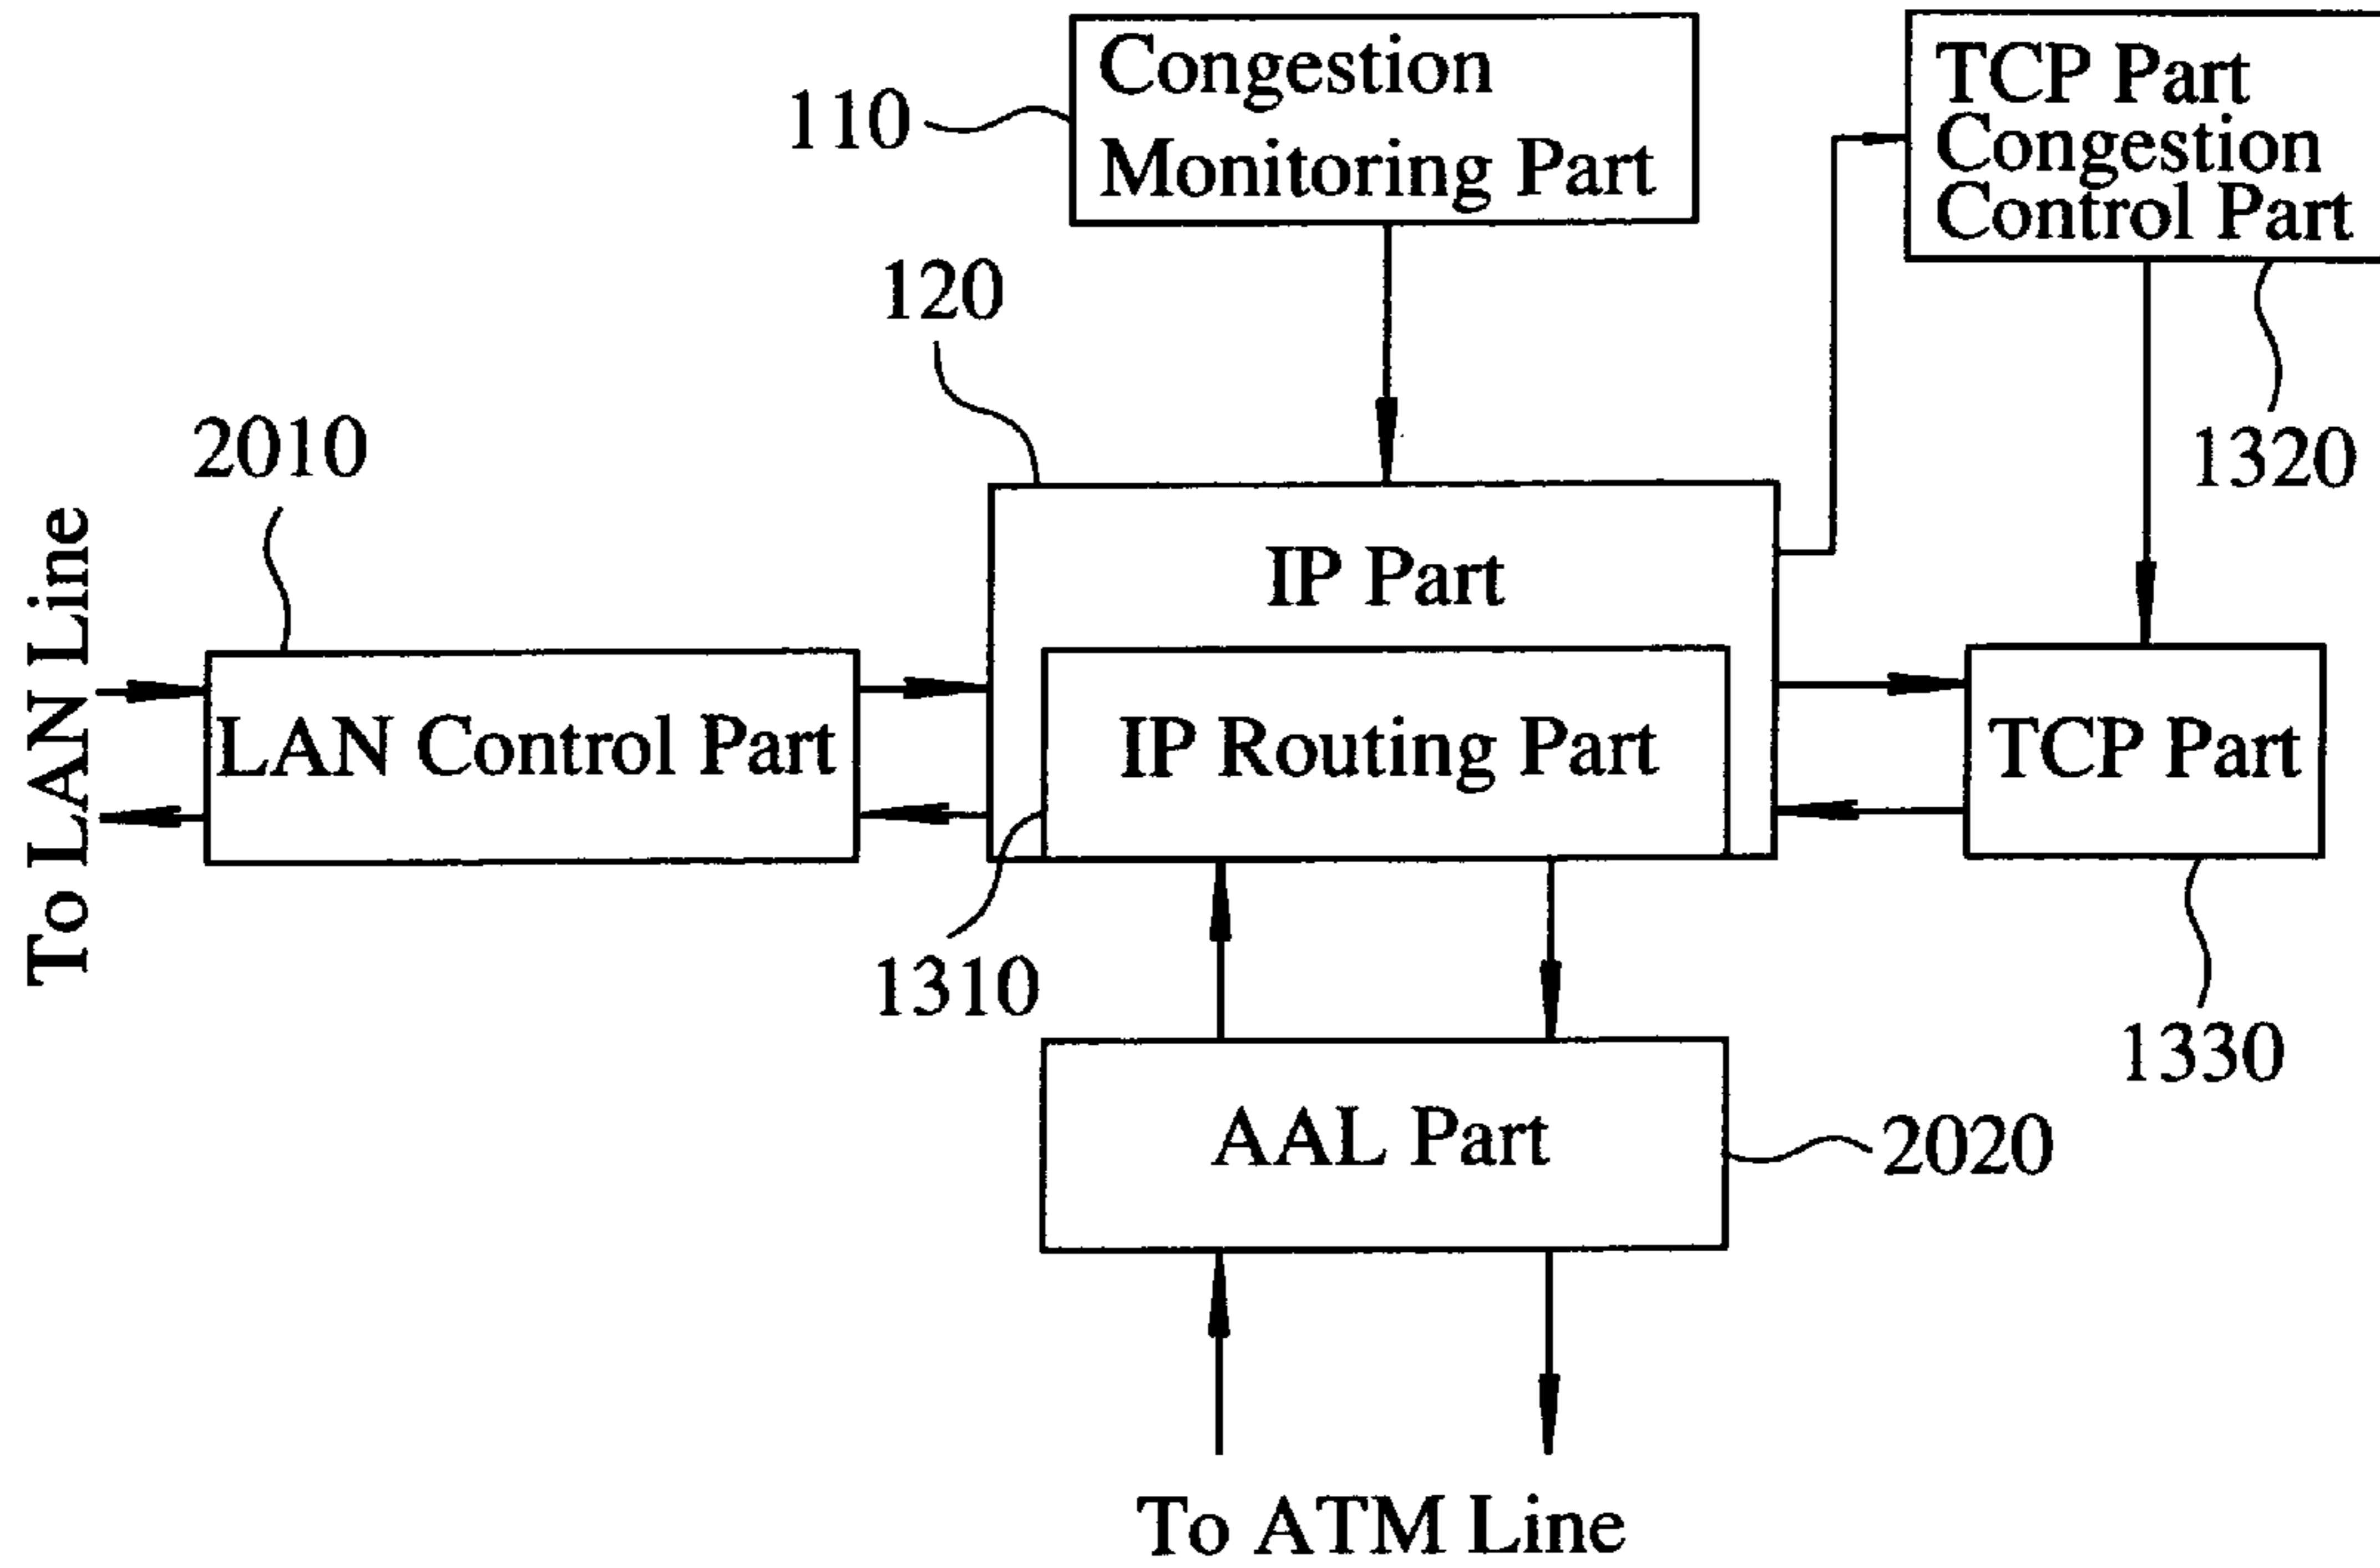 Congestion
Monitoring Part
110
TCP Part
Congestion
Control Part
1320
120
2010
To LAN Line
LAN Control Part
IP Part
IP Routing Part
TCP Part
1310
1330
AAL Part
2020
To ATM Line